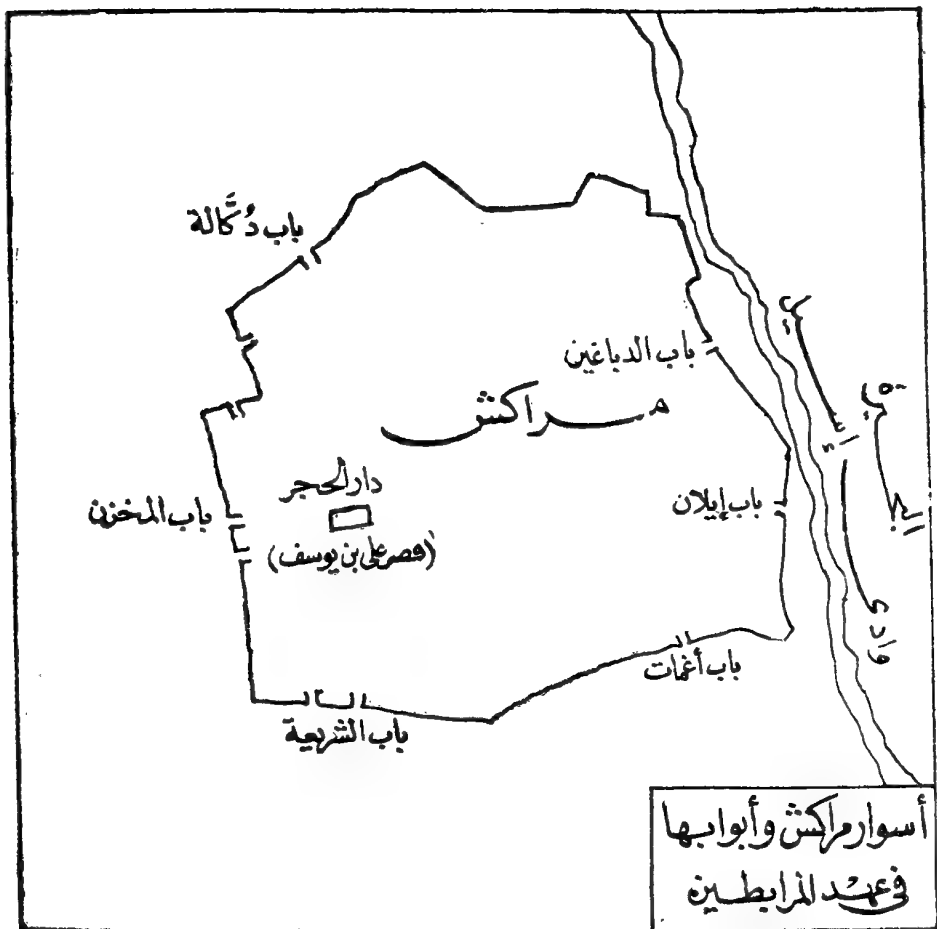 باب دُكَّالة
باب الدباغين
مراكش
دار الحجر
(قصر علي بن يوسف)
باب المخزن
باب إيلان
باب أغمات
باب الشريعة
وادي
أسوار مراكش وأبوابها
في عهد المرابطين